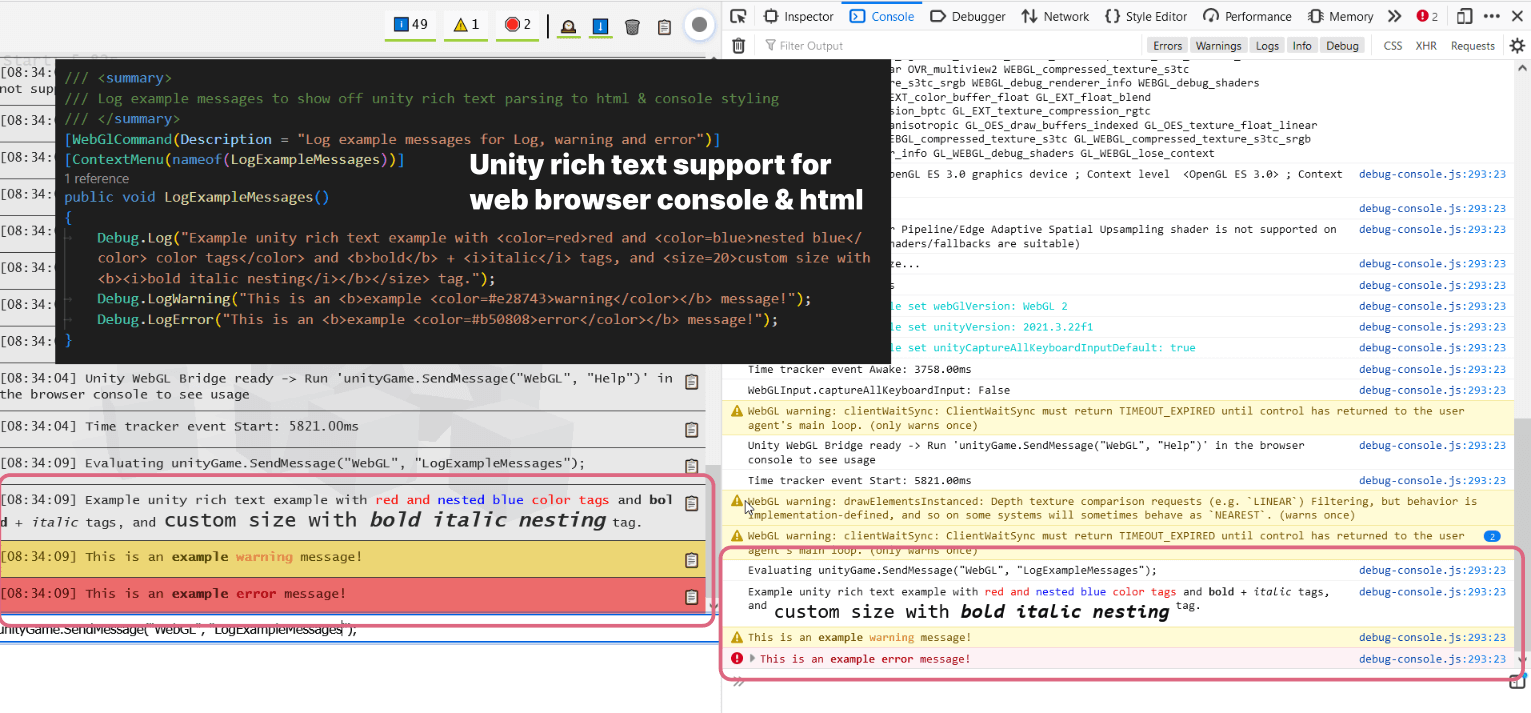 49
1
2
Start: 5.82s
[08:34:
not supp
[08:34:
[08:34:
[08:34:
[08:34:
[08:34:
[08:34:
[08:34:
/// <summary>
/// Log example messages to show off unity rich text parsing to html & console styling
/// </summary>
[WebGlCommand(Description = "Log example messages for Log, warning and error")]
[ContextMenu(nameof(LogExampleMessages))]
1 reference
public void LogExampleMessages()
{
Debug.Log("Example unity rich text example with <color=red>red and <color=blue>nested blue</
color> color tags</color> and <b>bold</b> + <i>italic</i> tags, and <size=20>custom size with
<b><i>bold italic nesting</i></b></size> tag.");
Debug.LogWarning("This is an <b>example <color=#e28743>warning</color></b> message!");
Debug.LogError("This is an <b>example <color=#b50808>error</color></b> message!");
}
Unity rich text support for
web browser console & html
[08:34:04] Unity WebGL Bridge ready -> Run 'unityGame.SendMessage("WebGL", "Help")' in
the browser console to see usage
[08:34:04] Time tracker event Start: 5821.00ms
[08:34:09] Evaluating unityGame.SendMessage("WebGL", "LogExampleMessages");
[08:34:09] Example unity rich text example with red and nested blue color tags and bol
d + italic tags, and custom size with bold italic nesting tag.
[08:34:09] This is an example warning message!
[08:34:09] This is an example error message!
unityGame.SendMessage("WebGL","LogExampleMessages");
Inspector Console Debugger Network Style Editor Performance Memory 2
Filter Output Errors Warnings Logs Info Debug CSS XHR Requests
ar OVR_multiview2 WEBGL_compressed_texture_s3tc
e_s3tc_srgb WEBGL_debug_renderer_info WEBGL_debug_shaders
EXT_color_buffer_float GL_EXT_float_blend
sion_bptc GL_EXT_texture_compression_rgtc
anisotropic GL_OES_draw_buffers_indexed GL_OES_texture_float_linear
WEBGL_compressed_texture_s3tc GL_WEBGL_compressed_texture_s3tc_srgb
r_info GL_WEBGL_debug_shaders GL_WEBGL_lose_context
penGL ES 3.0 graphics device ; Context level <OpenGL ES 3.0> ; Context debug-console.js:293:23
debug-console.js:293:23
r Pipeline/Edge Adaptive Spatial Upsampling shader is not supported on debug-console.js:293:23
haders/fallbacks are suitable)
ze... debug-console.js:293:23
s debug-console.js:293:23
le set webGlVersion: WebGL 2 debug-console.js:293:23
le set unityVersion: 2021.3.22f1 debug-console.js:293:23
le set unityCaptureAllKeyboardInputDefault: true debug-console.js:293:23
Time tracker event Awake: 3758.00ms debug-console.js:293:23
WebGLInput.captureAllKeyboardInput: False debug-console.js:293:23
WebGL warning: clientWaitSync: ClientWaitSync must return TIMEOUT_EXPIRED until control has returned to the user
agent's main loop. (only warns once)
Unity WebGL Bridge ready -> Run 'unityGame.SendMessage("WebGL", "Help")' in the browser debug-console.js:293:23
console to see usage
Time tracker event Start: 5821.00ms debug-console.js:293:23
WebGL warning: drawElementsInstanced: Depth texture comparison requests (e.g. `LINEAR`) Filtering, but behavior is
implementation-defined, and so on some systems will sometimes behave as `NEAREST`. (warns once)
WebGL warning: clientWaitSync: ClientWaitSync must return TIMEOUT_EXPIRED until control has returned to the user 2
agent's main loop. (only warns once)
Evaluating unityGame.SendMessage("WebGL", "LogExampleMessages"); debug-console.js:293:23
Example unity rich text example with red and nested blue color tags and bold + italic tags, debug-console.js:293:23
and custom size with bold italic nesting tag.
This is an example warning message! debug-console.js:293:23
This is an example error message! debug-console.js:293:23